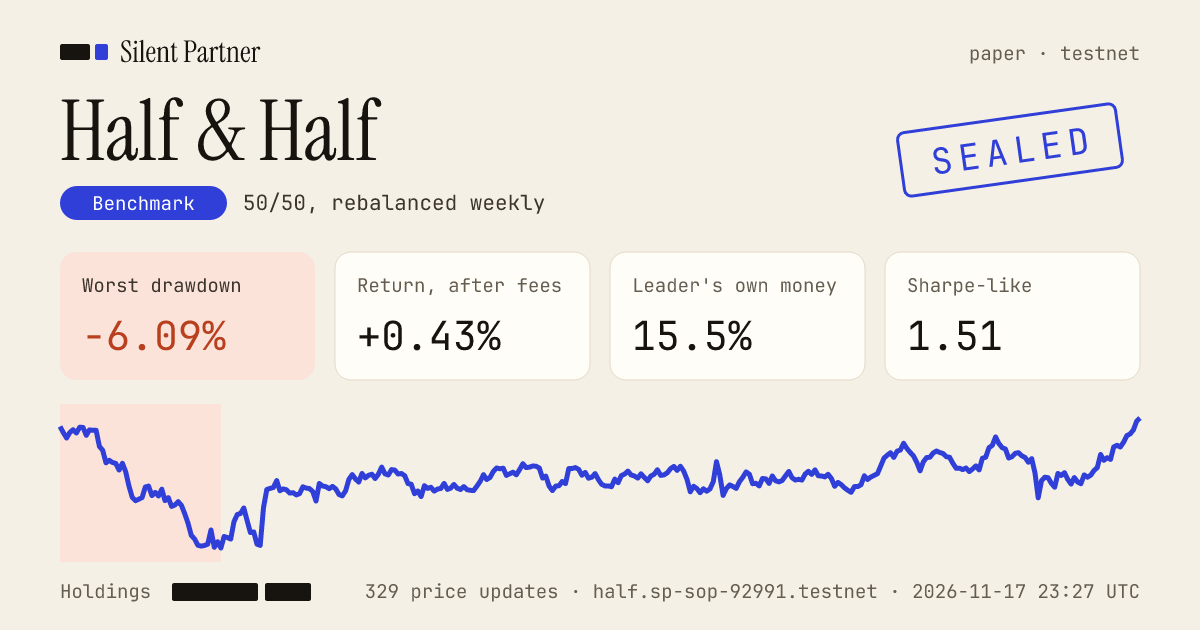 Silent Partner
paper · testnet
Half & Half
SEALED
Benchmark 50/50, rebalanced weekly
Worst drawdown
-6.09%
Return, after fees
+0.43%
Leader's own money
15.5%
Sharpe-like
1.51
Holdings
329 price updates · half.sp-sop-92991.testnet · 2026-11-17 23:27 UTC